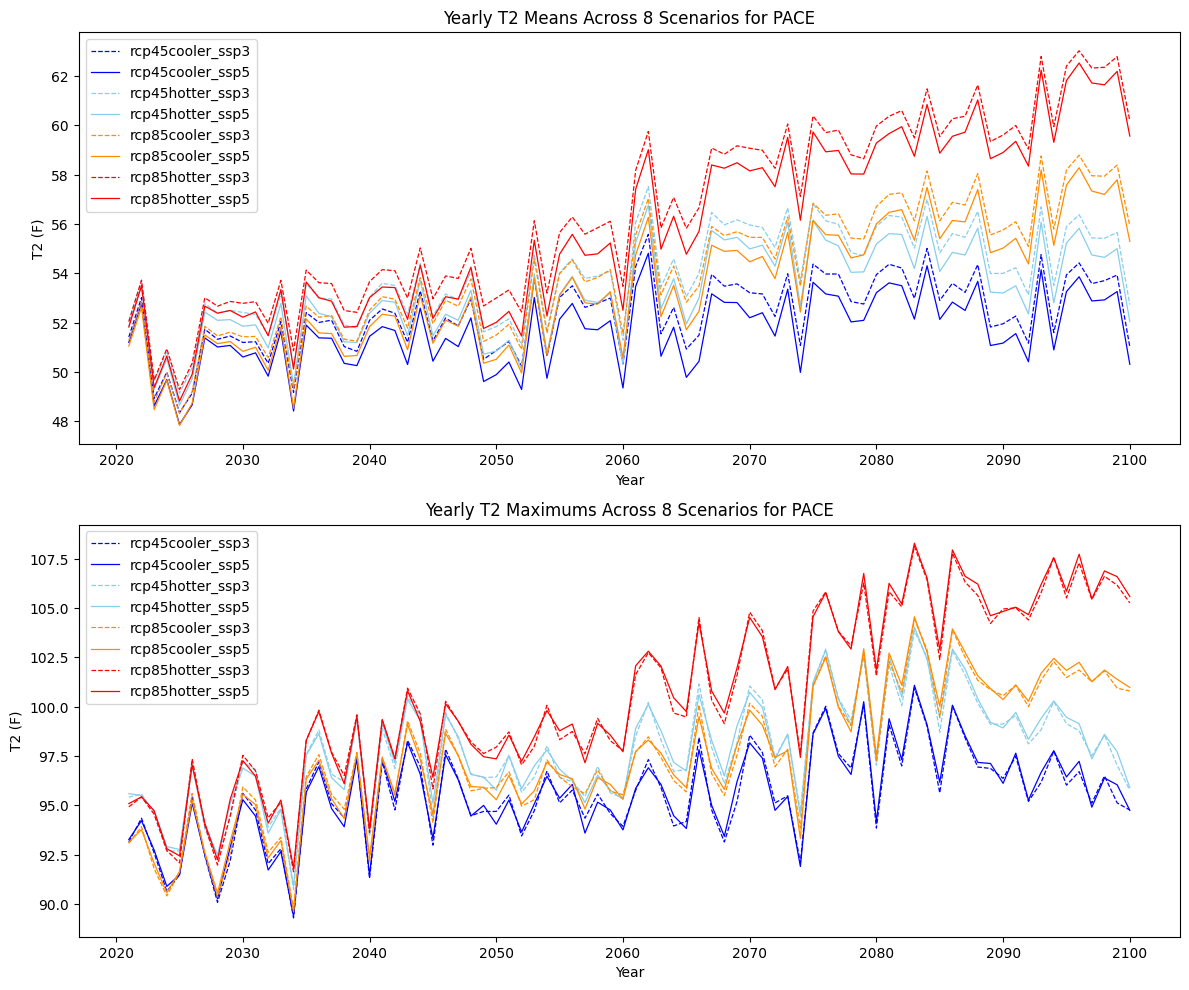 Yearly T2 Means Across 8 Scenarios for PACE
rcp45cooler_ssp3
rcp45cooler_ssp5
rcp45hotter_ssp3
rcp45hotter_ssp5
rcp85cooler_ssp3
rcp85cooler_ssp5
rcp85hotter_ssp3
rcp85hotter_ssp5
T2 (F)
62
60
58
56
54
52
50
48
2020 2030 2040 2050 2060 2070 2080 2090 2100
Year
Yearly T2 Maximums Across 8 Scenarios for PACE
rcp45cooler_ssp3
rcp45cooler_ssp5
rcp45hotter_ssp3
rcp45hotter_ssp5
rcp85cooler_ssp3
rcp85cooler_ssp5
rcp85hotter_ssp3
rcp85hotter_ssp5
T2 (F)
107.5
105.0
102.5
100.0
97.5
95.0
92.5
90.0
2020 2030 2040 2050 2060 2070 2080 2090 2100
Year